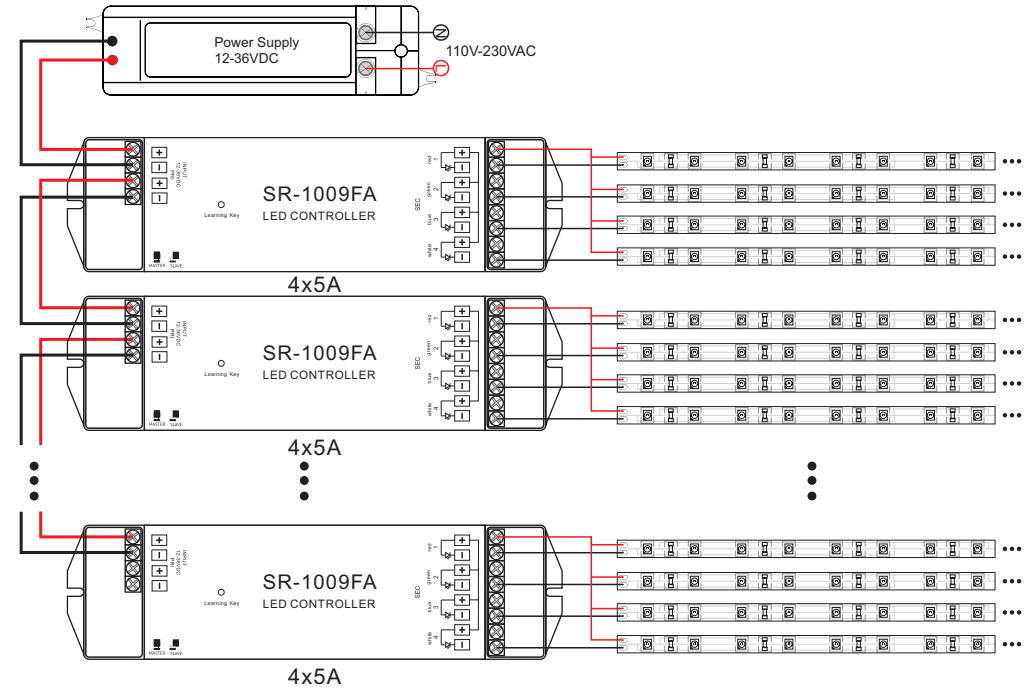 Power Supply
12-36VDC
N
110V-230VAC
L
+
−
+
−
INPUT
12-36VDC
PRI
Learning Key
SR-1009FA
LED CONTROLLER
MASTER SLAVE
SEC
red
1
green
2
blue
3
white
4
+
−
+
−
+
−
+
−
4x5A
+
−
+
−
INPUT
12-36VDC
PRI
Learning Key
SR-1009FA
LED CONTROLLER
MASTER SLAVE
SEC
red
1
green
2
blue
3
white
4
+
−
+
−
+
−
+
−
4x5A
+
−
+
−
INPUT
12-36VDC
PRI
Learning Key
SR-1009FA
LED CONTROLLER
MASTER SLAVE
SEC
red
1
green
2
blue
3
white
4
+
−
+
−
+
−
+
−
4x5A